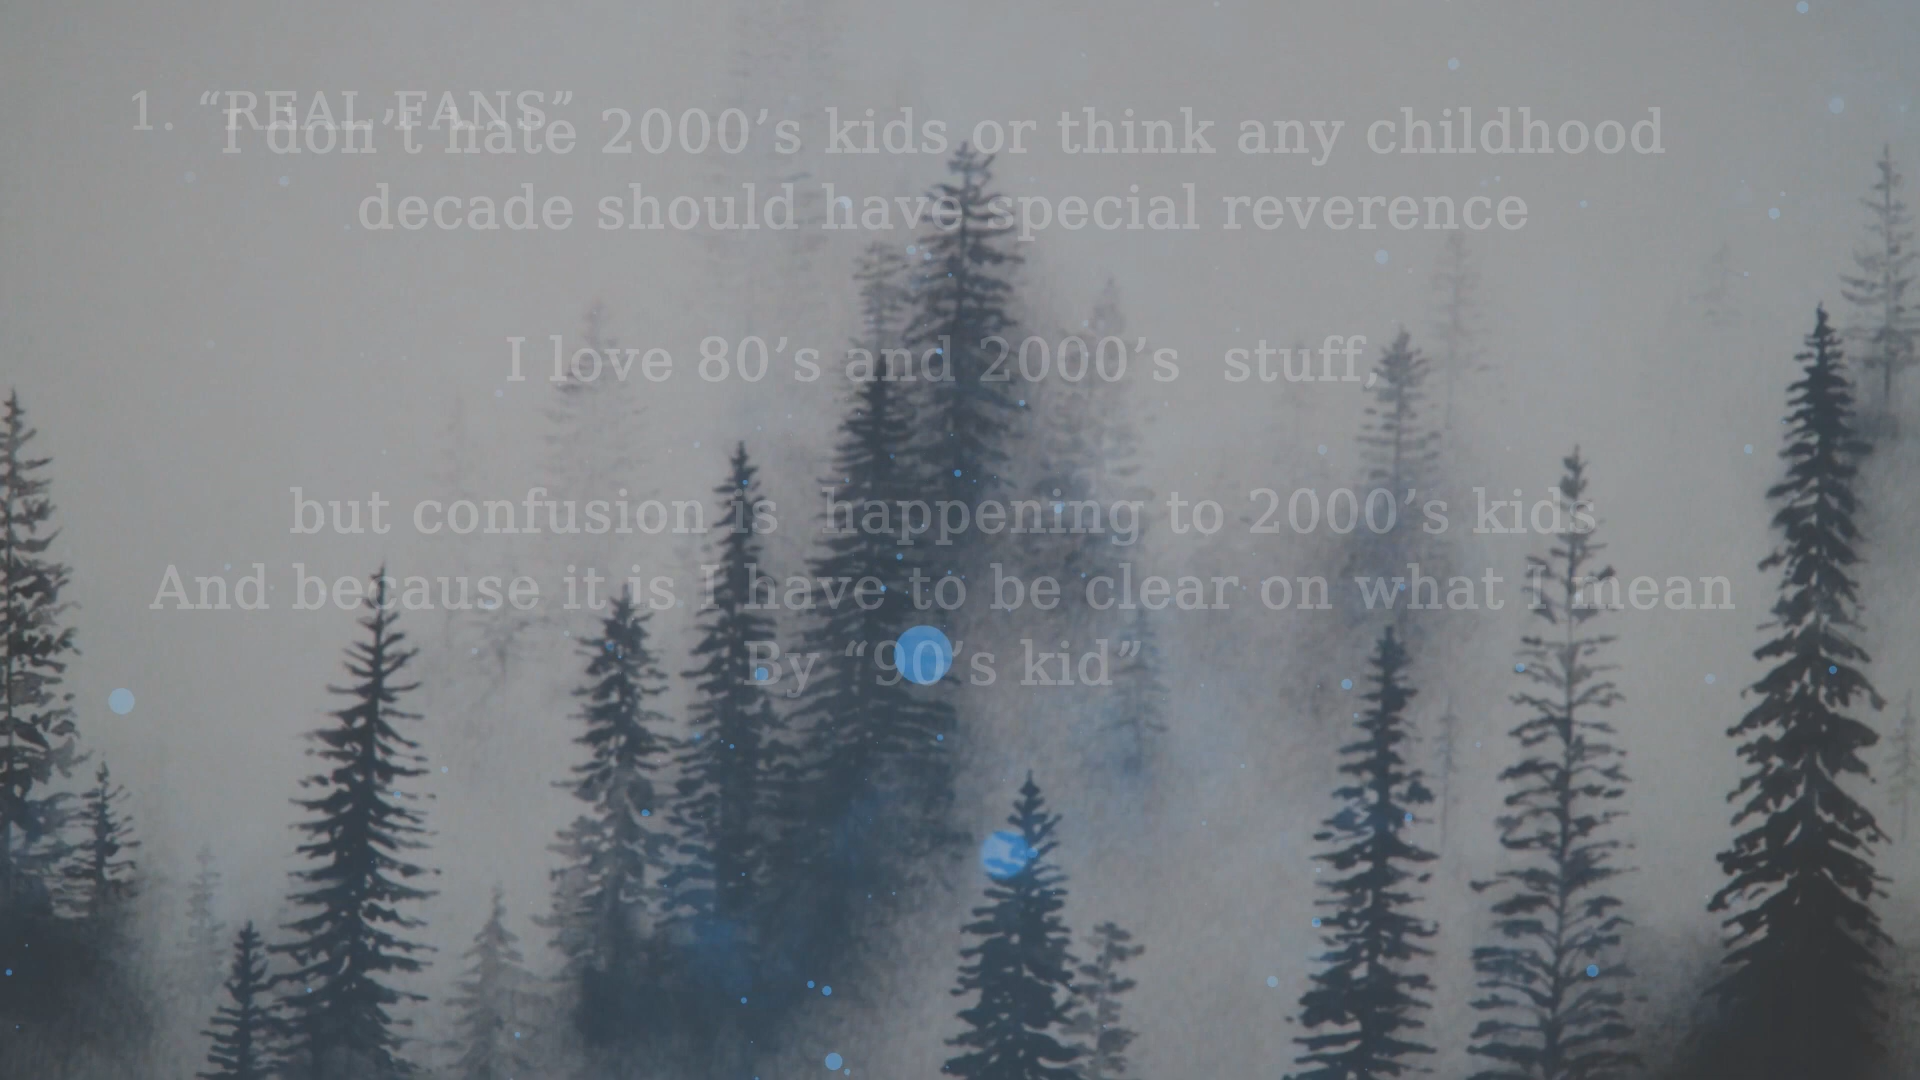 1. “REAL FANS”
I don’t hate 2000’s kids or think any childhood
decade should have special reverence
I love 80’s and 2000’s  stuff,
but confusion is  happening to 2000’s kids
And because it is I have to be clear on what I mean
By “90’s kid”